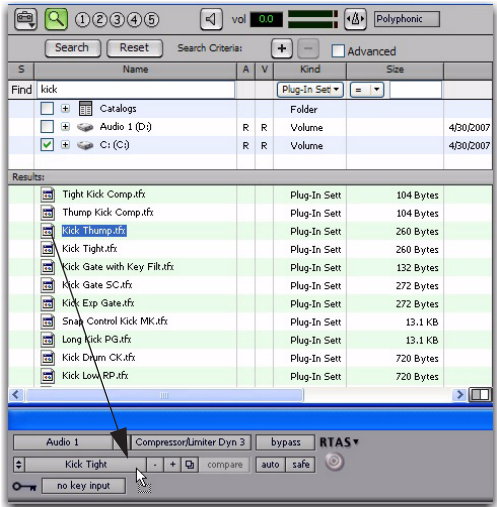 1 2 3 4 5 vol 0.0 Polyphonic
Search Reset Search Criteria: + - Advanced
S Name A V Kind Size
Find kick Plug-In Sett =
Catalogs Folder
Audio 1 (D:) R R Volume 4/30/2007
C: (C:) R R Volume 4/30/2007
Results:
Tight Kick Comp.tfx Plug-In Sett 104 Bytes
Thump Kick Comp.tfx Plug-In Sett 104 Bytes
Kick Thump.tfx Plug-In Sett 260 Bytes
Kick Tight.tfx Plug-In Sett 260 Bytes
Kick Gate with Key Filt.tfx Plug-In Sett 132 Bytes
Kick Gate SC.tfx Plug-In Sett 272 Bytes
Kick Exp Gate.tfx Plug-In Sett 272 Bytes
Snap Control Kick MK.tfx Plug-In Sett 13.1 KB
Long Kick PG.tfx Plug-In Sett 13.1 KB
Kick Drum CK.tfx Plug-In Sett 720 Bytes
Kick Low RP.tfx Plug-In Sett 720 Bytes
Audio 1 Compressor/Limiter Dyn 3 bypass RTAS
Kick Tight - + compare auto safe
no key input